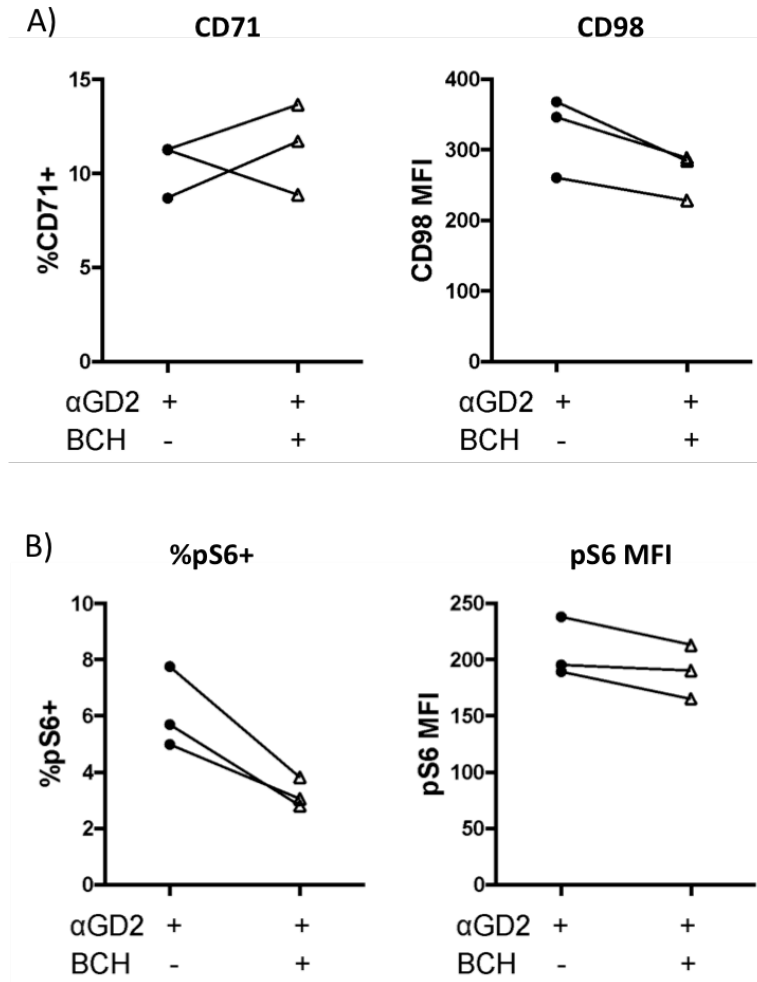 A)
CD71
CD98
15
10
5
0
%CD71+
400
300
200
100
0
CD98 MFI
αGD2 + +
BCH - +
αGD2 + +
BCH - +
B)
%pS6+
pS6 MFI
10
8
6
4
2
0
%pS6+
250
200
150
100
50
0
pS6 MFI
αGD2 + +
BCH - +
αGD2 + +
BCH - +